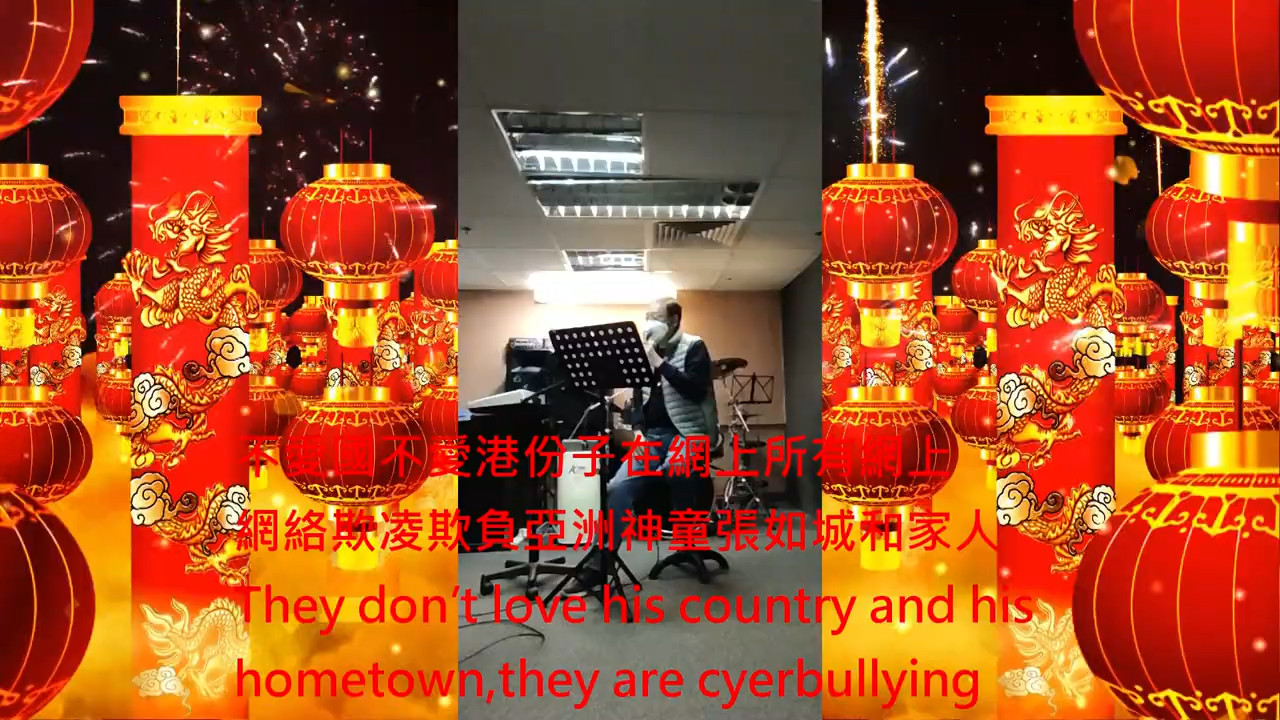 不愛國不愛港份子在網上所有網上
網絡欺凌欺負亞洲神童張如城和家人
They don't love his country and his
hometown,they are cyerbullying